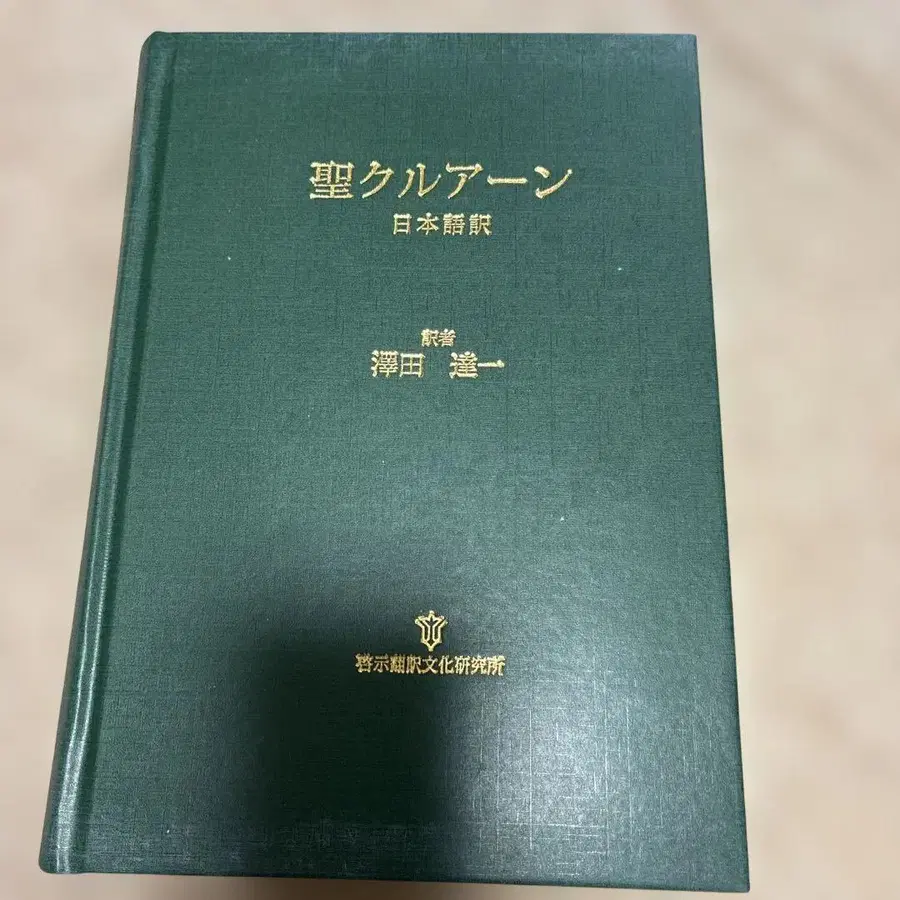 聖クルアーン
日本語訳
訳者
澤田 達一
啓示翻訳文化研究所